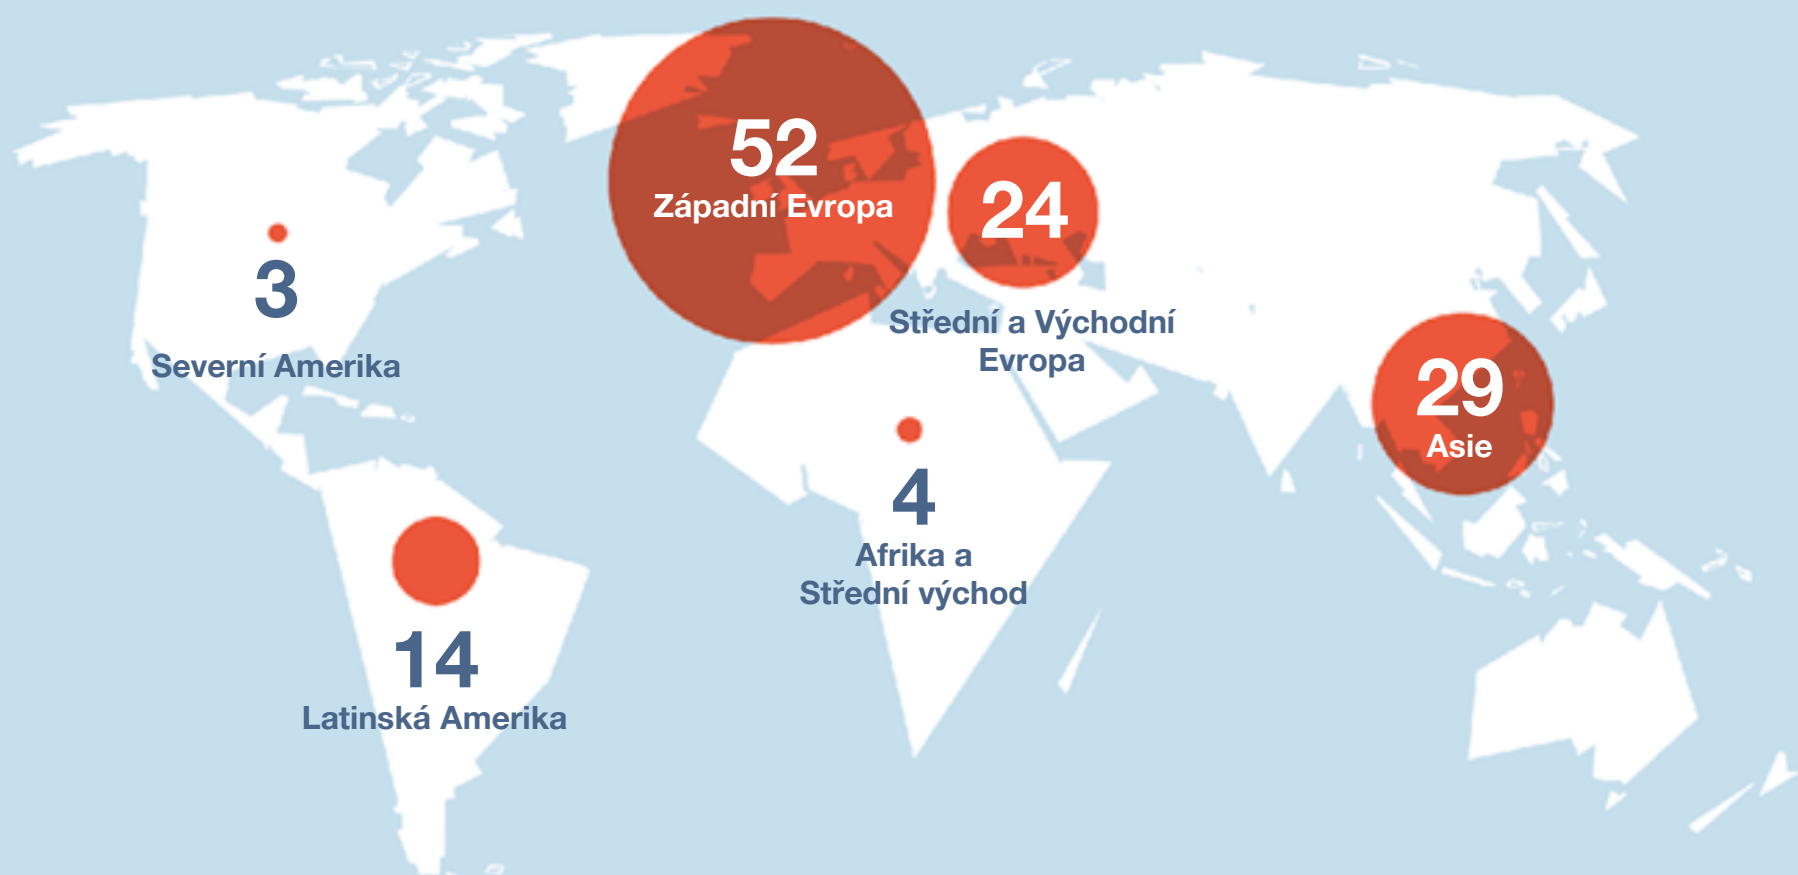 52
Západní Evropa
24
Střední a Východní
Evropa
3
Severní Amerika
29
Asie
4
Afrika a
Střední východ
14
Latinská Amerika